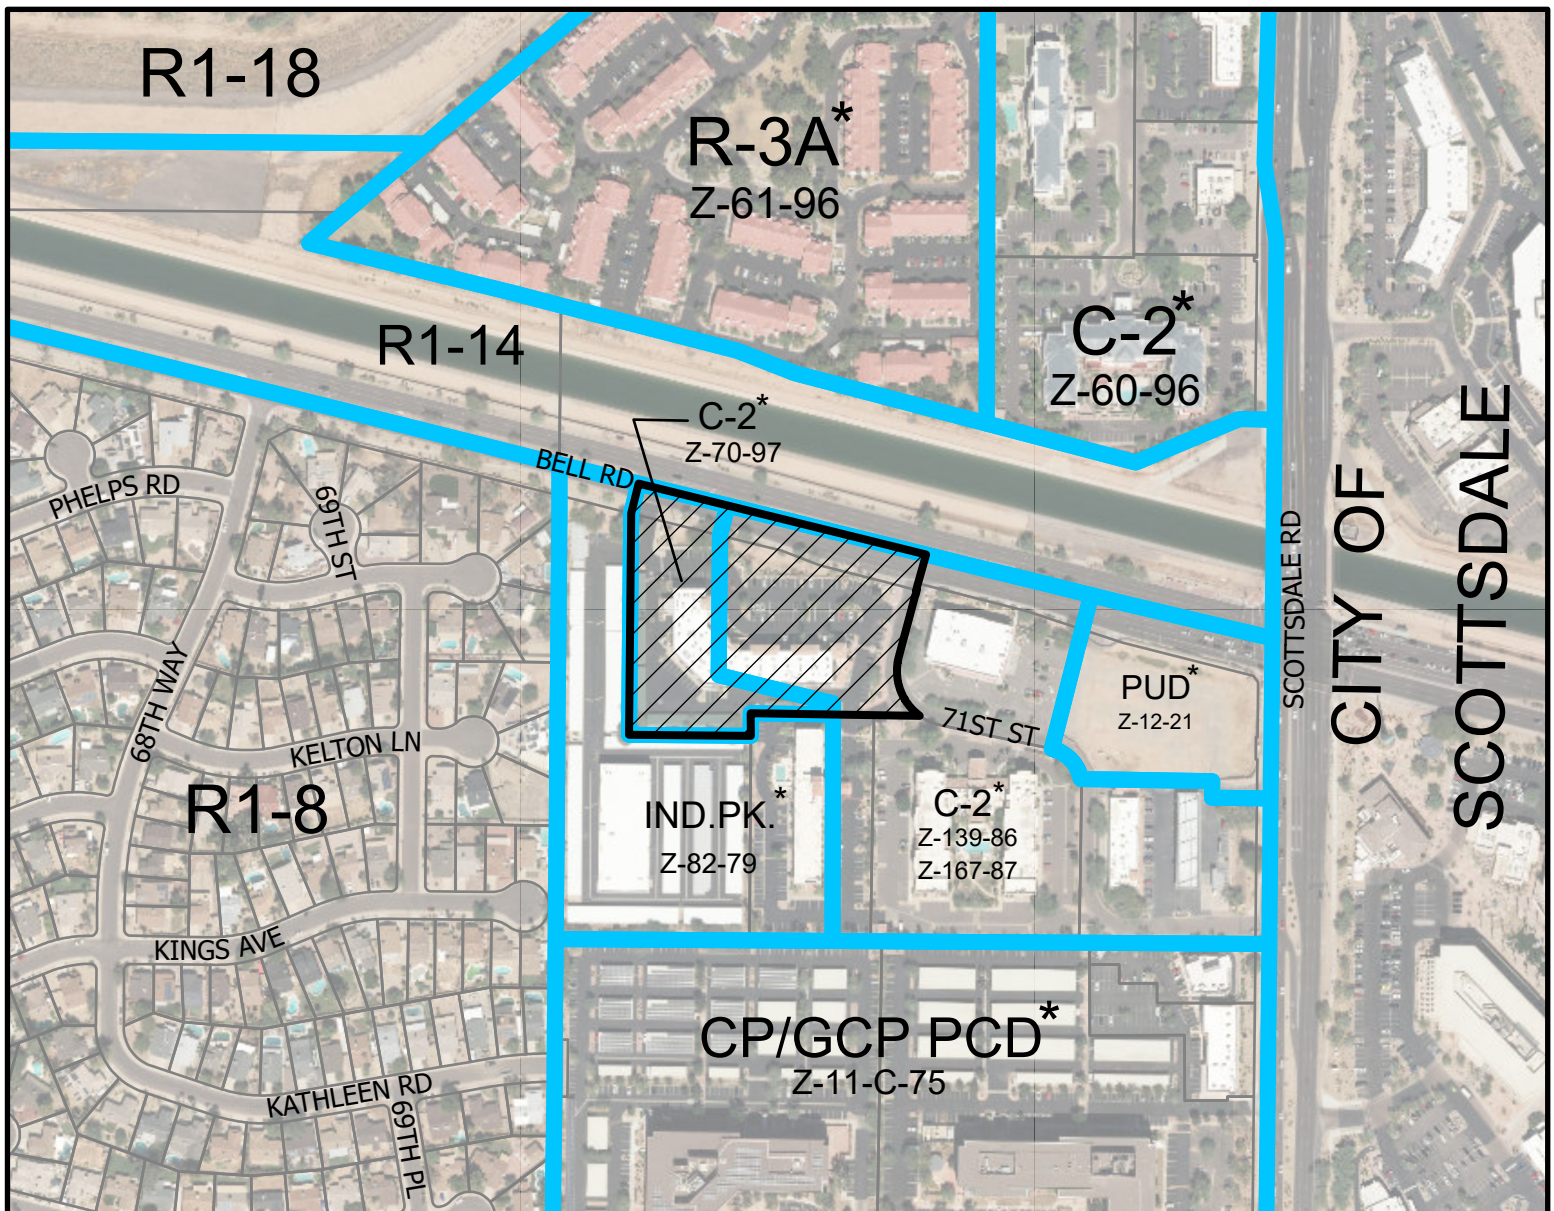 R1-18
R-3A*
Z-61-96
C-2*
Z-60-96
R1-14
C-2*
Z-70-97
BELL RD
PHELPS RD
69TH ST
SCOTTSDALE RD
CITY OF
SCOTTSDALE
68TH WAY
PUD*
Z-12-21
71ST ST
KELTON LN
R1-8
IND.PK.*
Z-82-79
C-2*
Z-139-86
Z-167-87
KINGS AVE
CP/GCP PCD*
Z-11-C-75
KATHLEEN RD
69TH PL